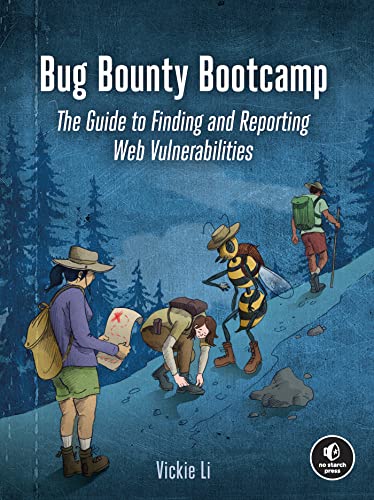 Bug Bounty Bootcamp
The Guide to Finding and Reporting
Web Vulnerabilities
Vickie Li
no starch
press